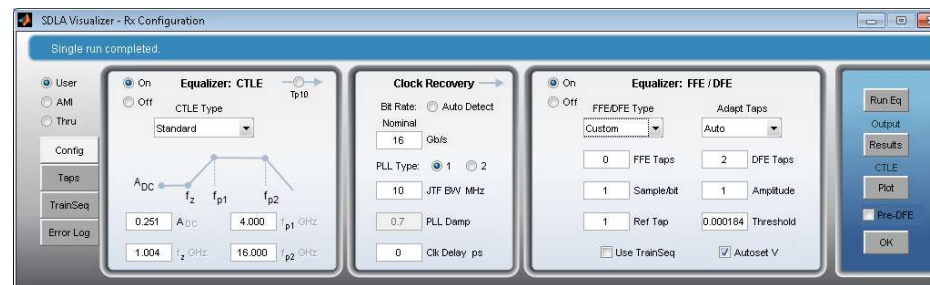 SDLA Visualizer - Rx Configuration
Single run completed.
User
AMI
Thru
Config
Taps
TrainSeq
Error Log
On
Off
Equalizer: CTLE
Tp10
CTLE Type
Standard
ADC
fz
fp1
fp2
0.251 ADC 4.000 fp1 GHz
1.004 fz GHz 16.000 fp2 GHz
Clock Recovery
Bit Rate: Auto Detect
Nominal
16 Gb/s
PLL Type: 1 2
10 JTF BW MHz
0.7 PLL Damp
0 Clk Delay ps
On
Off
Equalizer: FFE / DFE
FFE/DFE Type Adapt Taps
Custom Auto
0 FFE Taps 2 DFE Taps
1 Sample/bit 1 Amplitude
1 Ref Tap 0.000184 Threshold
Use TrainSeq Autoset V
Run Eq
Output
Results
CTLE
Plot
Pre-DFE
OK